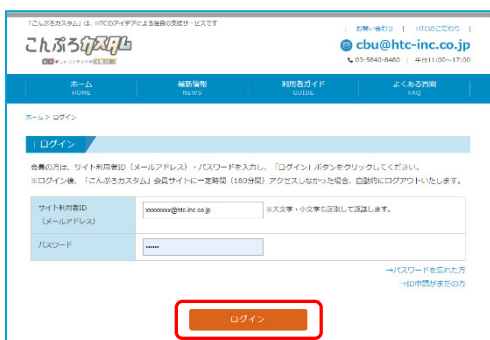 「こんぷろカスタム」は、HTCのアイデアによる独自の支援サービスです
お問い合わせ | HTCのこだわり |
こんぷろカスタム
cbu@htc-inc.co.jp
03-5840-8480 | 平日11:00~17:00
ホーム
HOME
最新情報
NEWS
利用者ガイド
GUIDE
よくある質問
FAQ
ホーム> ログイン
| ログイン
会員の方は、サイト利用者ID(メールアドレス)・パスワードを入力し、「ログイン」ボタンをクリックしてください。
※ログイン後、「こんぷろカスタム」会員サイトに一定時間(180分間)アクセスしなかった場合、自動的にログアウトいたします。
サイト利用者ID
(メールアドレス)
xxxxxxxx@htc-inc.co.jp
※大文字・小文字も区別して認識します。
パスワード
••••••
→パスワードを忘れた方
→ID申請がまだの方
ログイン